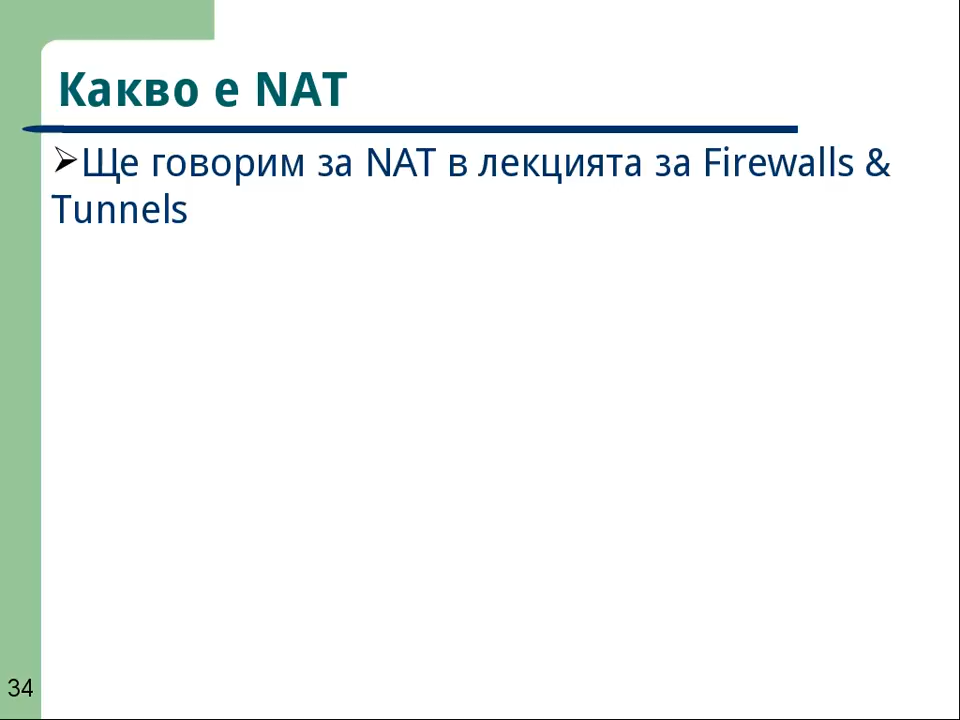 Какво е NAT
➢Ще говорим за NAT в лекцията за Firewalls &
Tunnels
34